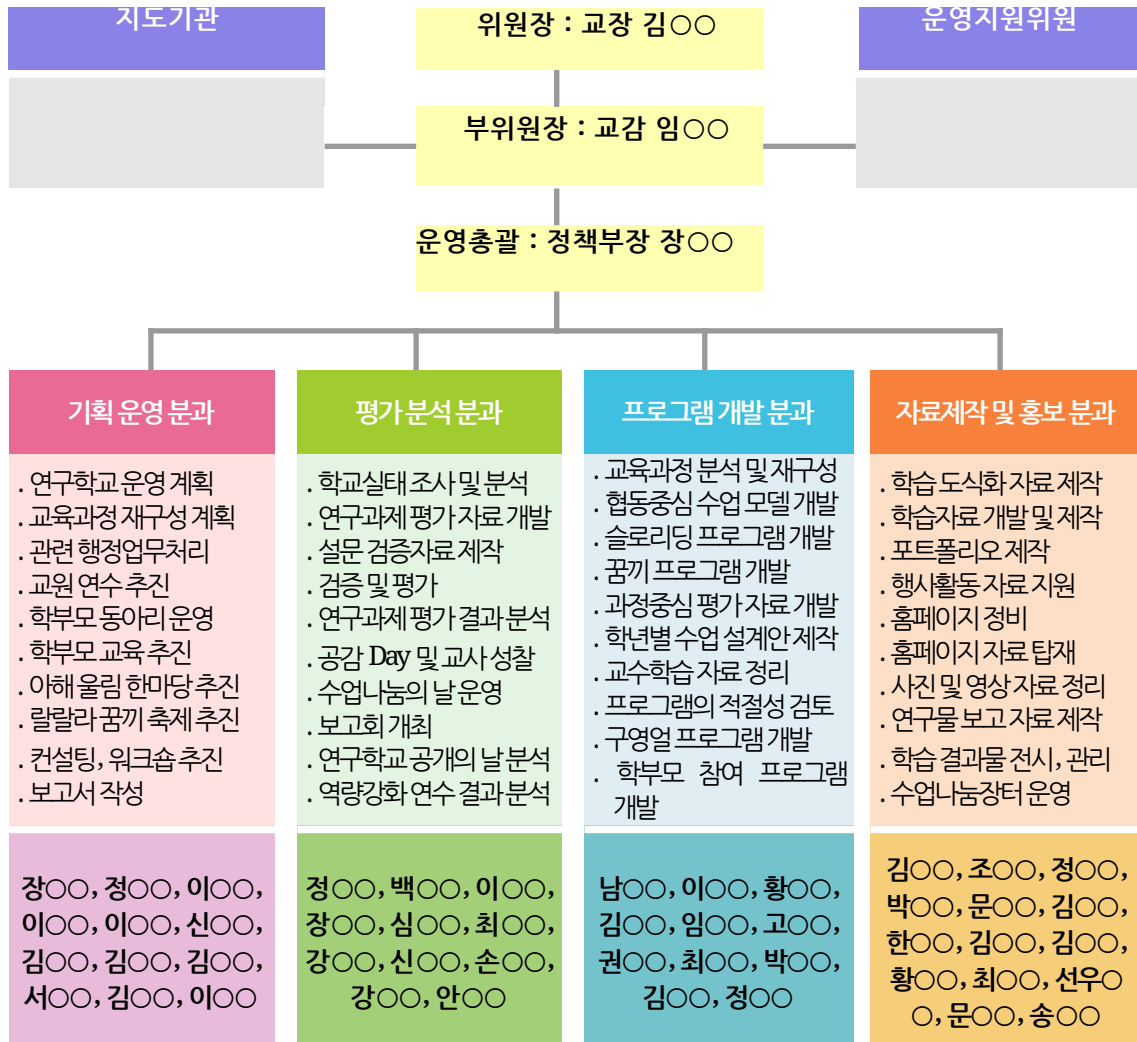 지도기관
위원장 : 교장 김○○
운영지원위원
부위원장 : 교감 임○○
운영총괄 : 정책부장 장○○
기획 운영 분과
. 연구학교 운영 계획
. 교육과정 재구성 계획
. 관련 행정업무처리
. 교원 연수 추진
. 학부모 동아리 운영
. 학부모 교육 추진
. 아해 울림 한마당 추진
. 랄랄라 꿈끼 축제 추진
. 컨설팅, 워크숍 추진
. 보고서 작성
장○○, 정○○, 이○○,
이○○, 이○○, 신○○,
김○○, 김○○, 김○○,
서○○, 김○○, 이○○
평가 분석 분과
. 학교실태 조사 및 분석
. 연구과제 평가 자료 개발
. 설문 검증자료 제작
. 검증 및 평가
. 연구과제 평가 결과 분석
. 공감 Day 및 교사 성찰
. 수업나눔의 날 운영
. 보고회 개최
. 연구학교 공개의 날 분석
. 역량강화 연수 결과 분석
정○○, 백○○, 이○○,
장○○, 심○○, 최○○,
강○○, 신○○, 손○○,
강○○, 안○○
프로그램 개발 분과
. 교육과정 분석 및 재구성
. 협동중심 수업 모델 개발
. 슬로리딩 프로그램 개발
. 꿈끼 프로그램 개발
. 과정중심 평가 자료 개발
. 학년별 수업 설계안 제작
. 교수학습 자료 정리
. 프로그램의 적절성 검토
. 구영얼 프로그램 개발
. 학부모 참여 프로그램
개발
남○○, 이○○, 황○○,
김○○, 임○○, 고○○,
권○○, 최○○, 박○○,
김○○, 정○○
자료제작 및 홍보 분과
. 학습 도식화 자료 제작
. 학습자료 개발 및 제작
. 포트폴리오 제작
. 행사활동 자료 지원
. 홈페이지 정비
. 홈페이지 자료 탑재
. 사진 및 영상 자료 정리
. 연구물 보고 자료 제작
. 학습 결과물 전시, 관리
. 수업나눔장터 운영
김○○, 조○○, 정○○,
박○○, 문○○, 김○○,
한○○, 김○○, 김○○,
황○○, 최○○, 선우○
○, 문○○, 송○○